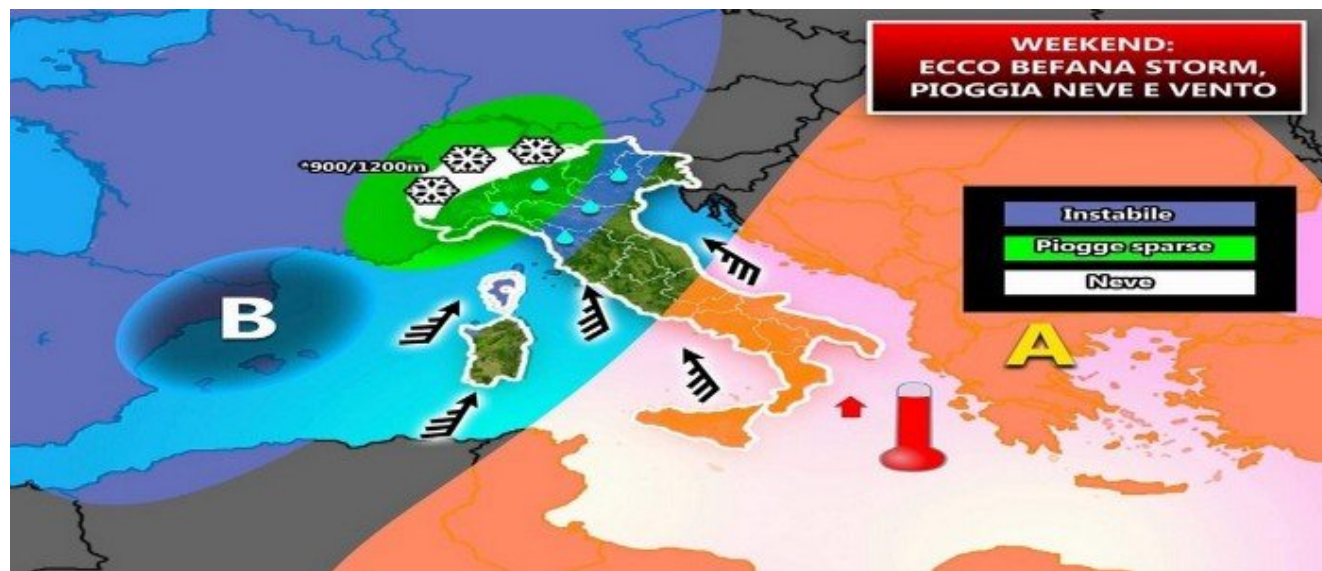 WEEKEND:
ECCO BEFANA STORM,
PIOGGIA NEVE E VENTO
*900/1200m
Instabile
Piogge sparse
Neve
B
A